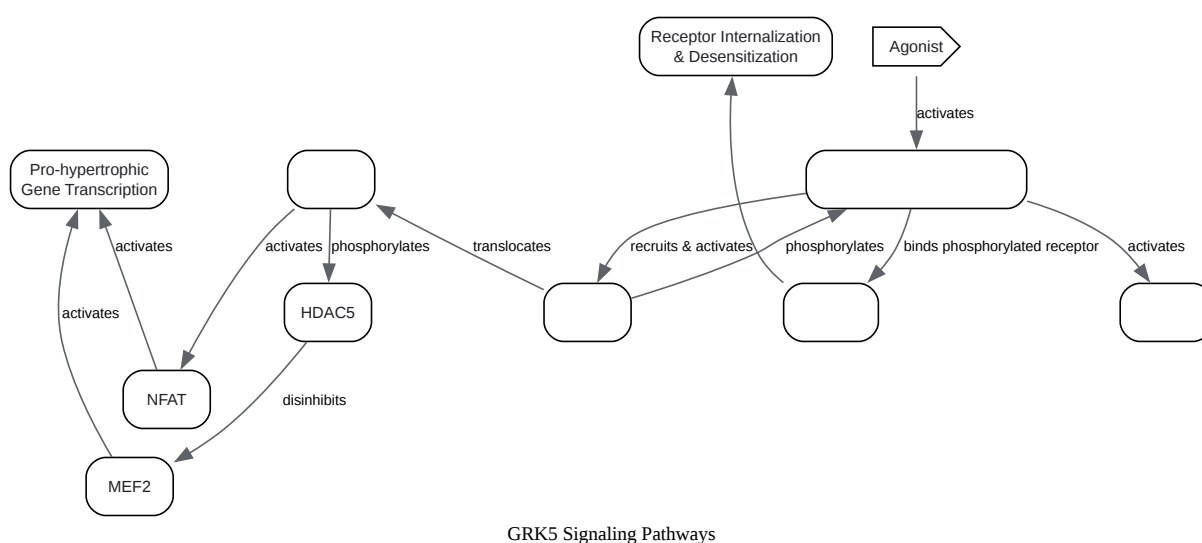 Receptor Internalization
& Desensitization
Agonist
activates
Pro-hypertrophic
Gene Transcription
activates
activates
phosphorylates
translocates
recruits & activates
phosphorylates
binds phosphorylated receptor
activates
activates
HDAC5
NFAT
disinhibits
MEF2
GRK5 Signaling Pathways